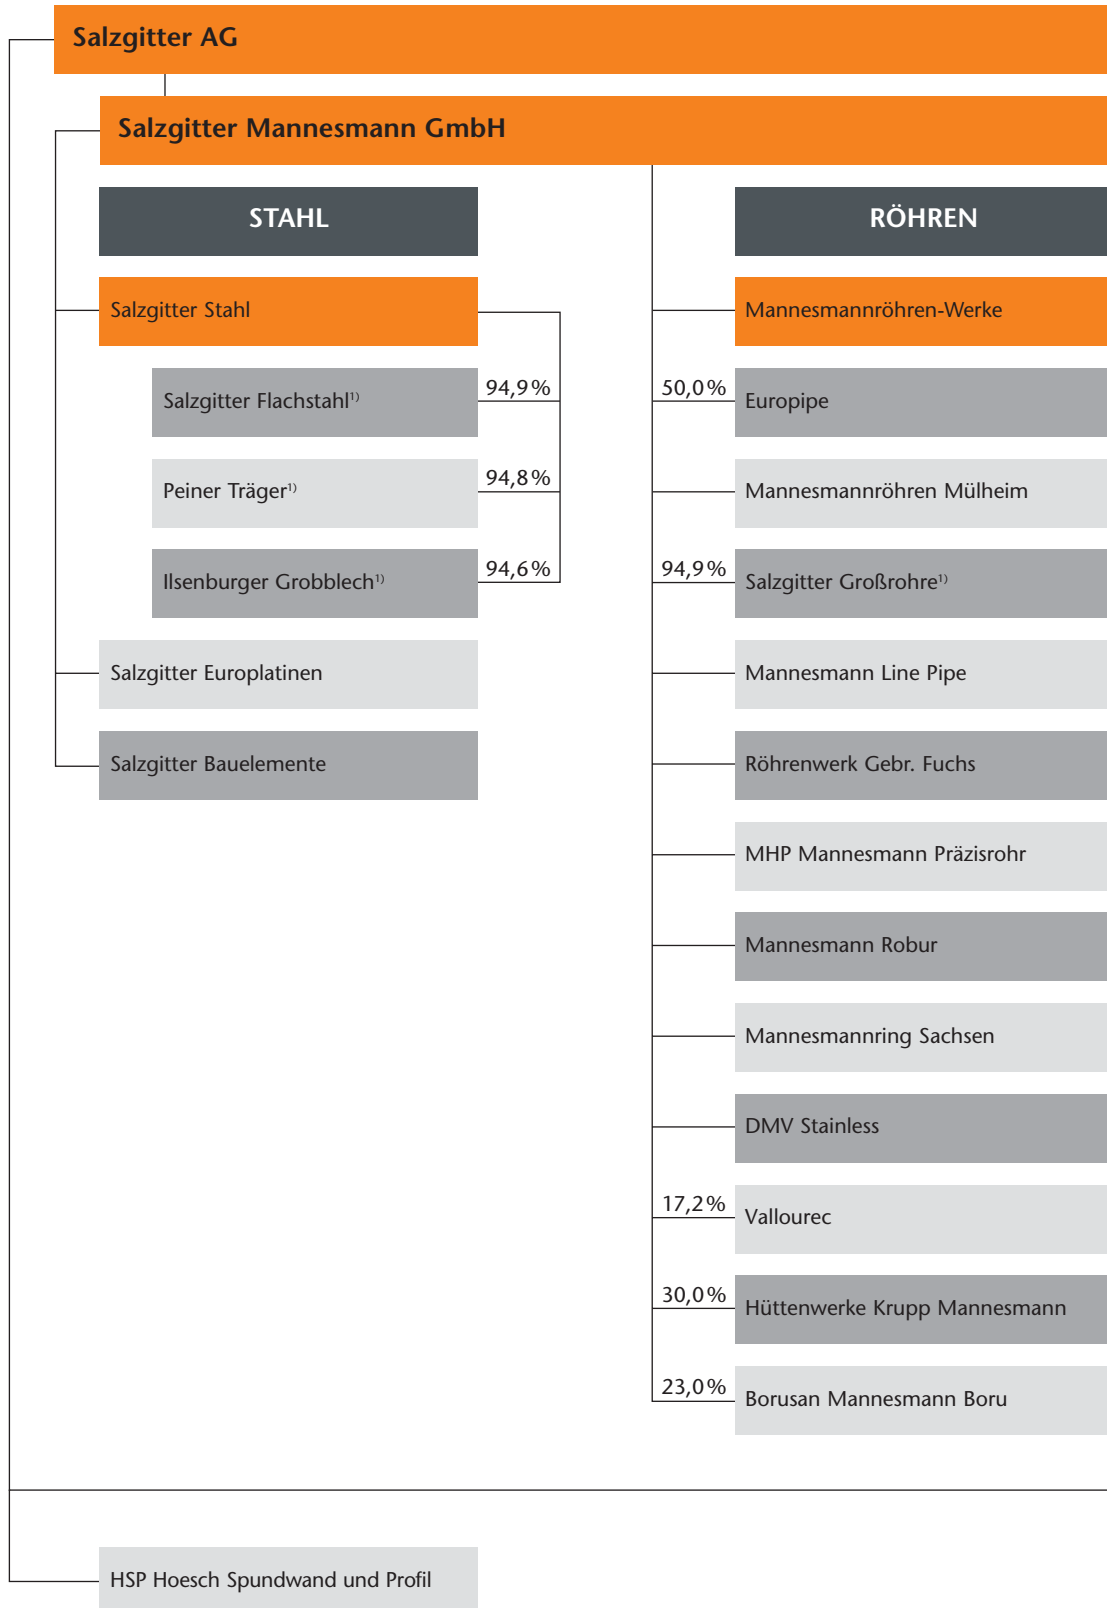 Salzgitter AG
Salzgitter Mannesmann GmbH
STAHL
Salzgitter Stahl
94,9%
Salzgitter Flachstahl¹⁾
94,8%
Peiner Träger¹⁾
94,6%
Ilsenburger Grobblech¹⁾
Salzgitter Europlatinen
Salzgitter Bauelemente
RÖHREN
Mannesmannröhren-Werke
50,0%
Europipe
Mannesmannröhren Mülheim
94,9%
Salzgitter Großrohre¹⁾
Mannesmann Line Pipe
Röhrenwerk Gebr. Fuchs
MHP Mannesmann Präzisrohr
Mannesmann Robur
Mannesmannring Sachsen
DMV Stainless
17,2%
Vallourec
30,0%
Hüttenwerke Krupp Mannesmann
23,0%
Borusan Mannesmann Boru
HSP Hoesch Spundwand und Profil